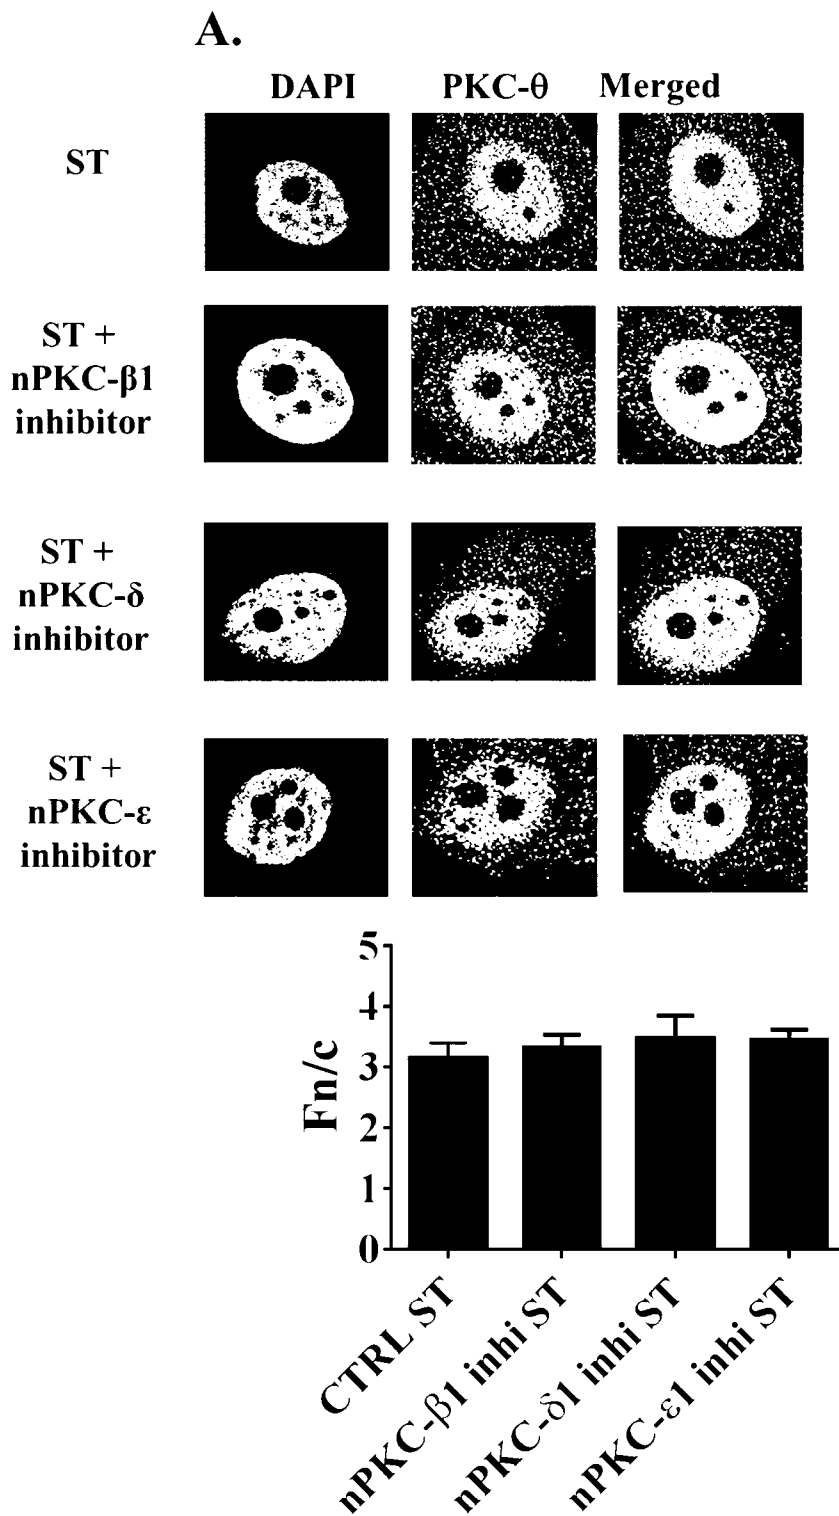 A.
DAPI PKC-θ Merged
ST
ST +
nPKC-β1
inhibitor
ST +
nPKC-δ
inhibitor
ST +
nPKC-ε
inhibitor
5
4
3
2
1
0
Fn/c
CTRL ST
nPKC-β1 inhi ST
nPKC-δ1 inhi ST
nPKC-ε1 inhi ST